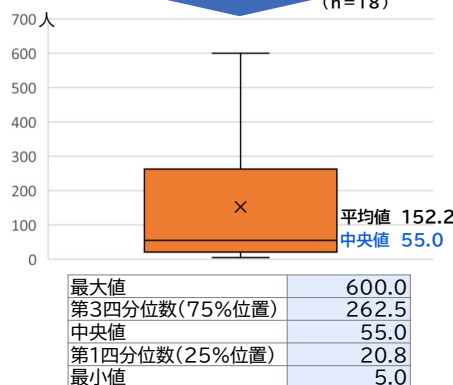 (n=18)
700人
600
500
400
300
200
100
0
平均値 152.2
中央値 55.0
最大値 600.0
第3四分位数(75%位置) 262.5
中央値 55.0
第1四分位数(25%位置) 20.8
最小値 5.0